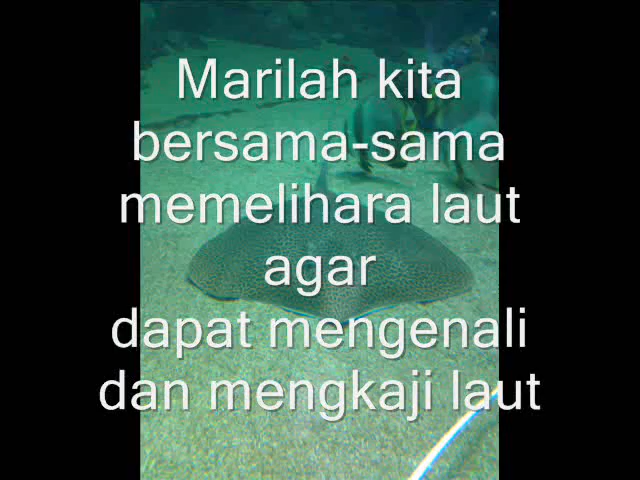 Marilah kita
bersama-sama
memelihara laut
agar
dapat mengenali
dan mengkaji laut